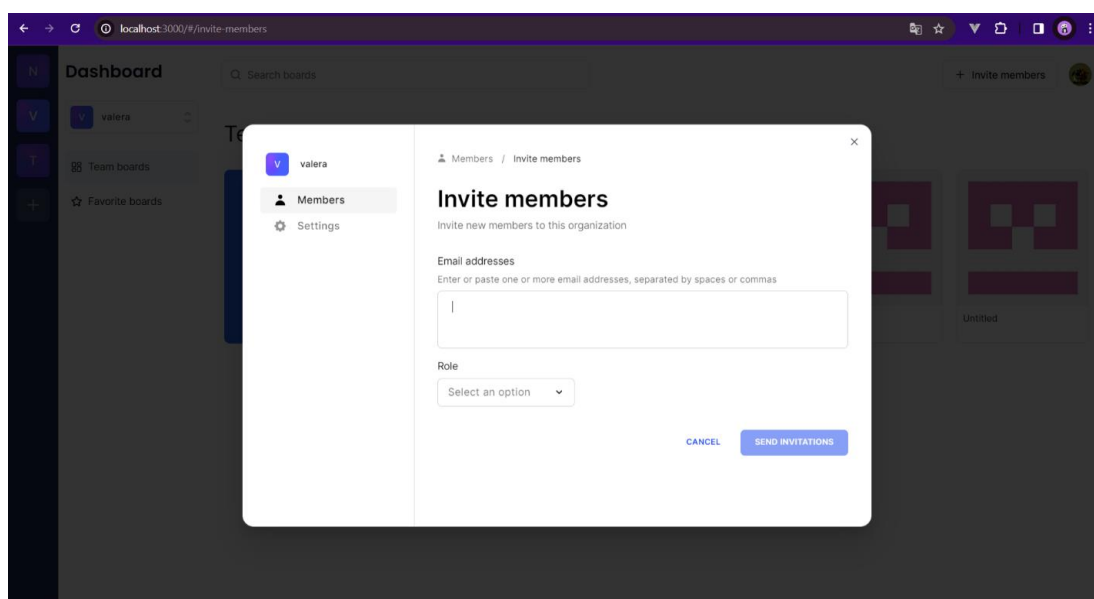 localhost:3000/#/invite-members
N
Dashboard
Search boards
+ Invite members
V
V valera
T
Team boards
+
Favorite boards
V valera
Members
Settings
Members / Invite members
Invite members
Invite new members to this organization
Email addresses
Enter or paste one or more email addresses, separated by spaces or commas
Role
Select an option
CANCEL
SEND INVITATIONS
Te
Untitled